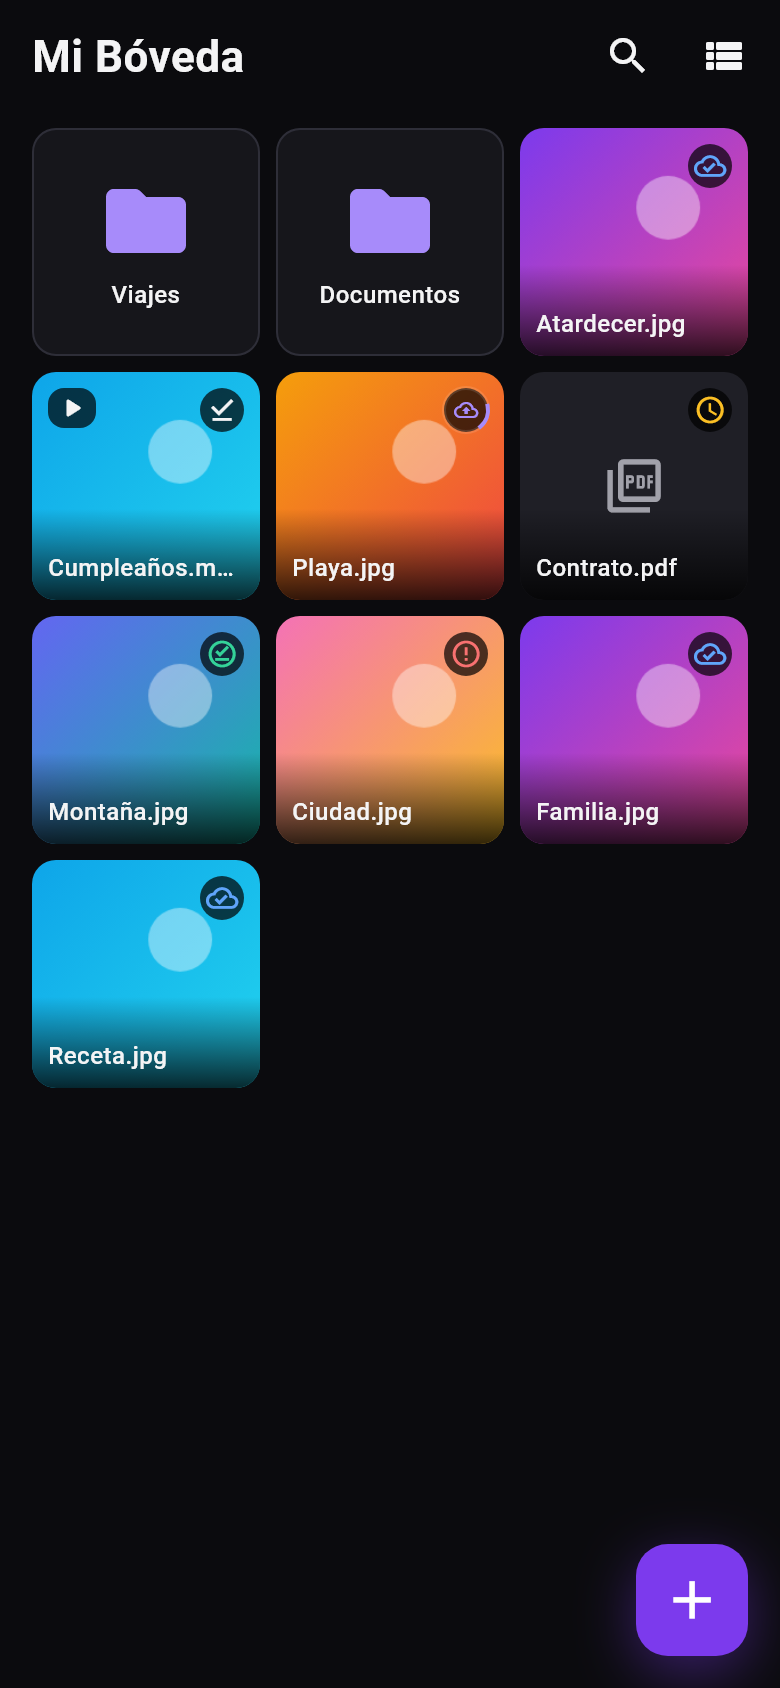 Mi Bóveda
Viajes
Documentos
Atardecer.jpg
Cumpleaños.m...
Playa.jpg
PDF
Contrato.pdf
Montaña.jpg
Ciudad.jpg
Familia.jpg
Receta.jpg